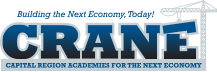 Building the Next Economy, Today!
CRANE
CAPITAL REGION ACADEMIES FOR THE NEXT ECONOMY